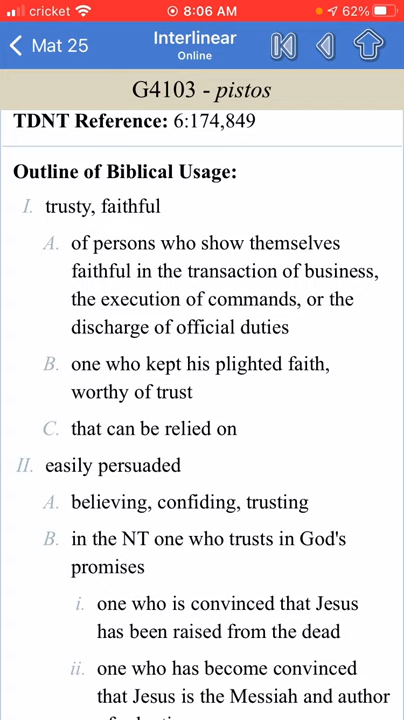 cricket 8:06 AM 62%
Mat 25 Interlinear
Online
G4103 - pistos
TDNT Reference: 6:174,849
Outline of Biblical Usage:
I. trusty, faithful
A. of persons who show themselves
faithful in the transaction of business,
the execution of commands, or the
discharge of official duties
B. one who kept his plighted faith,
worthy of trust
C. that can be relied on
II. easily persuaded
A. believing, confiding, trusting
B. in the NT one who trusts in God's
promises
i. one who is convinced that Jesus
has been raised from the dead
ii. one who has become convinced
that Jesus is the Messiah and author